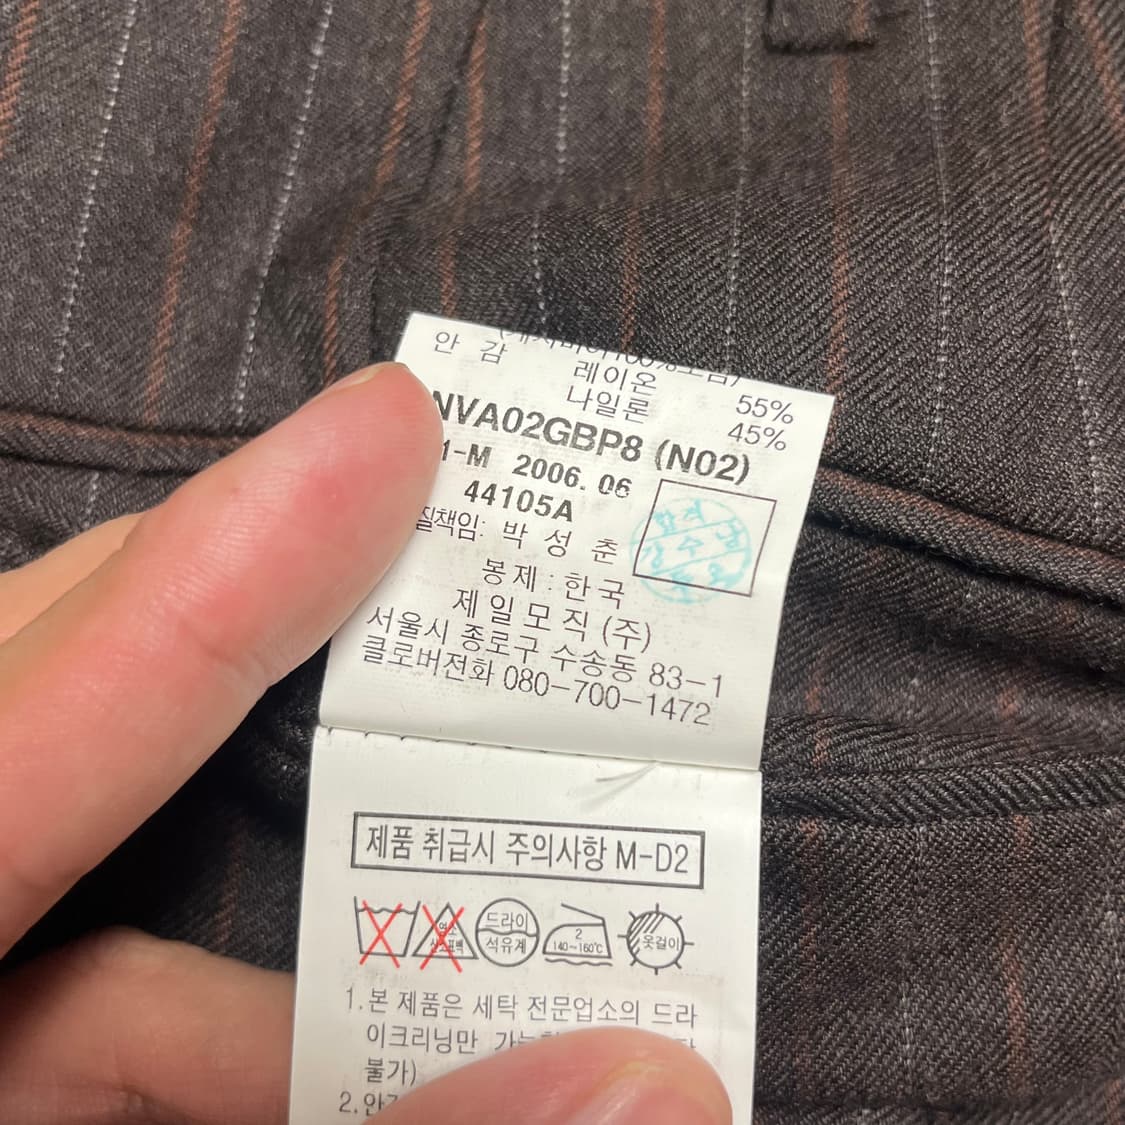 안 감 레이온 55%
나일론 45%
NVA02GBP8 (N02)
1-M 2006. 06
44105A
질책임: 박 성 춘
봉제 : 한국
제일모직(주)
서울시 종로구 수송동 83-1
클로버전화 080-700-1472
제품 취급시 주의사항 M-D2
드라이
석유계
2
140~160℃
옷걸이
1.본 제품은 세탁 전문업소의 드라
이크리닝만
불가)
2.안